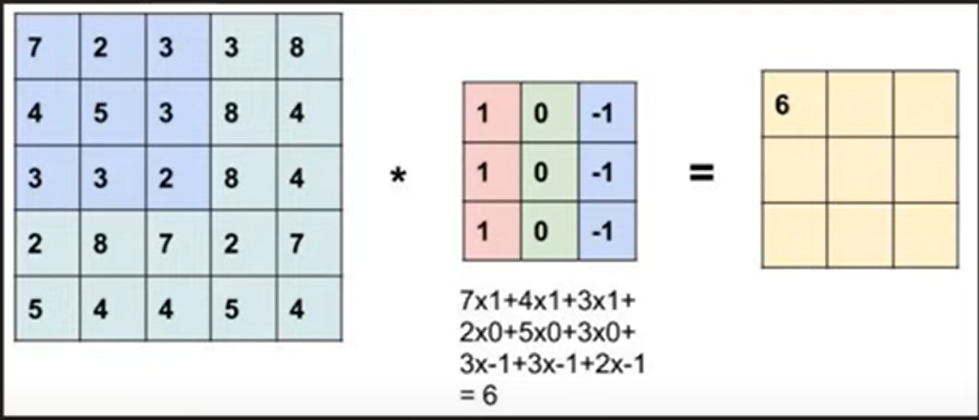 7 2 3 3 8
4 5 3 8 4
3 3 2 8 4
2 8 7 2 7
5 4 4 5 4
*
1 0 -1
1 0 -1
1 0 -1
=
6
7x1+4x1+3x1+
2x0+5x0+3x0+
3x-1+3x-1+2x-1
= 6